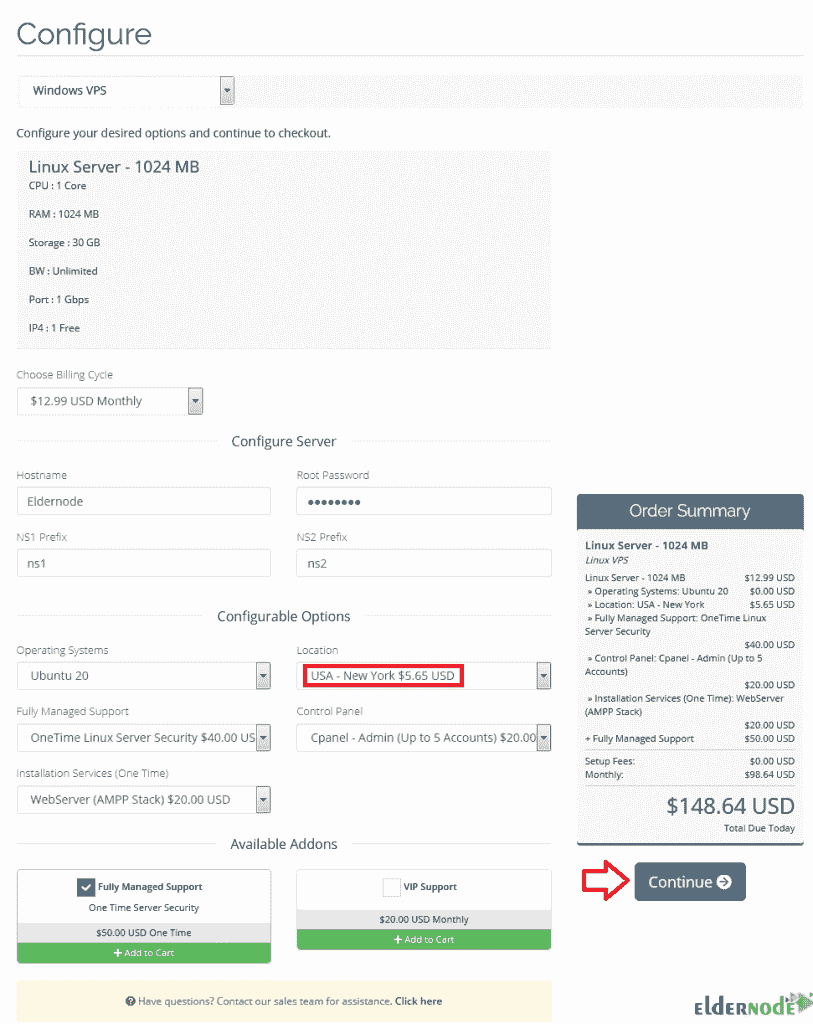 Configure
Windows VPS
Configure your desired options and continue to checkout.
Linux Server - 1024 MB
CPU : 1 Core
RAM : 1024 MB
Storage : 30 GB
BW : Unlimited
Port : 1 Gbps
IP4 : 1 Free
Choose Billing Cycle
$12.99 USD Monthly
Configure Server
Hostname
Root Password
Eldernode
••••••••
NS1 Prefix
NS2 Prefix
ns1
ns2
Configurable Options
Operating Systems
Location
Ubuntu 20
USA - New York $5.65 USD
Fully Managed Support
Control Panel
OneTime Linux Server Security $40.00 US
Cpanel - Admin (Up to 5 Accounts) $20.00
Installation Services (One Time)
WebServer (AMPP Stack) $20.00 USD
Available Addons
Fully Managed Support
One Time Server Security
$50.00 USD One Time
+ Add to Cart
VIP Support
$20.00 USD Monthly
+ Add to Cart
Have questions? Contact our sales team for assistance. Click here
Order Summary
Linux Server - 1024 MB
Linux VPS
Linux Server - 1024 MB $12.99 USD
» Operating Systems: Ubuntu 20 $0.00 USD
» Location: USA - New York $5.65 USD
» Fully Managed Support: OneTime Linux
Server Security
$40.00 USD
» Control Panel: Cpanel - Admin (Up to 5
Accounts)
$20.00 USD
» Installation Services (One Time): WebServer
(AMPP Stack)
$20.00 USD
+ Fully Managed Support $50.00 USD
Setup Fees: $0.00 USD
Monthly: $98.64 USD
$148.64 USD
Total Due Today
Continue
ELDERNODE